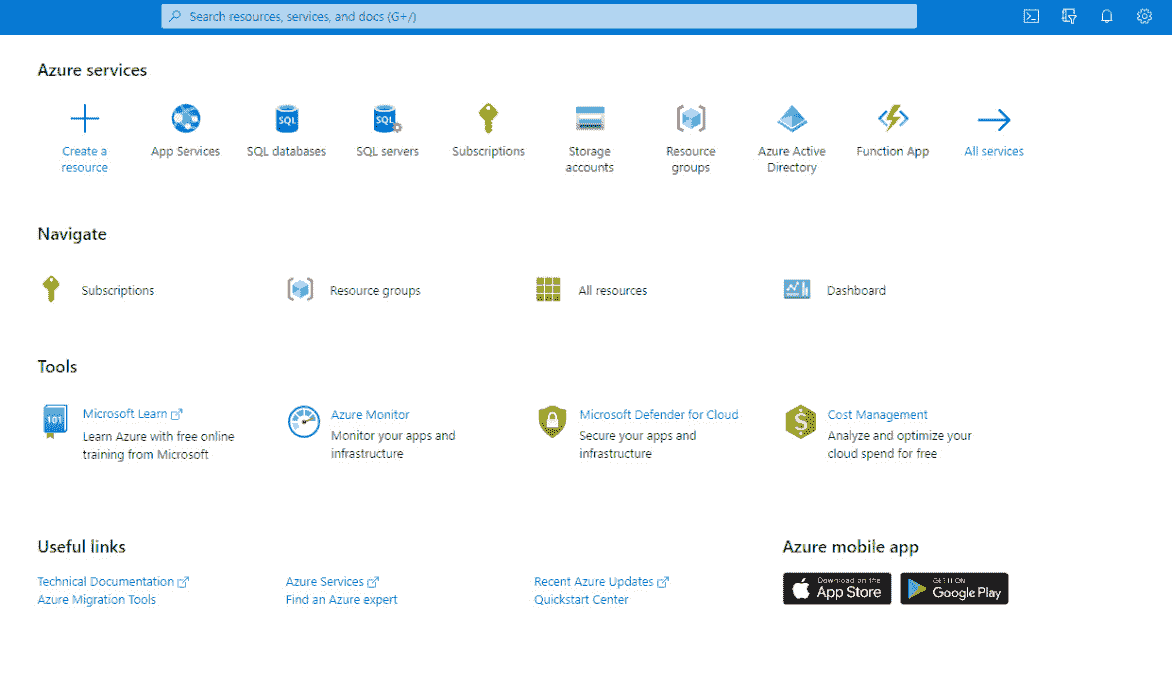 Search resources, services, and docs (G+/)
Azure services
SQL
SQL
Create a
resource
App Services
SQL databases
SQL servers
Subscriptions
Storage
accounts
Resource
groups
Azure Active
Directory
Function App
All services
Navigate
Subscriptions
Resource groups
All resources
Dashboard
Tools
101
Microsoft Learn
Learn Azure with free online
training from Microsoft
Azure Monitor
Monitor your apps and
infrastructure
Microsoft Defender for Cloud
Secure your apps and
infrastructure
$
Cost Management
Analyze and optimize your
cloud spend for free
Useful links
Technical Documentation
Azure Migration Tools
Azure Services
Find an Azure expert
Recent Azure Updates
Quickstart Center
Azure mobile app
Download on the
App Store
GET IT ON
Google Play